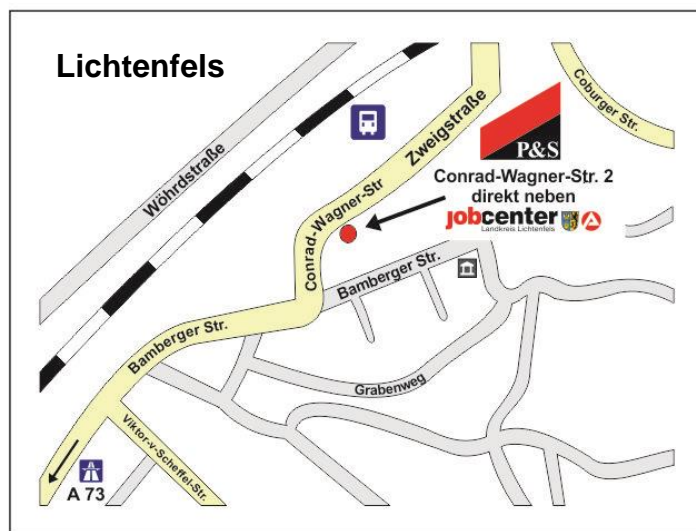 Lichtenfels
Wöhrdstraße
Zweigstraße
Coburger Str.
P&S
Conrad-Wagner-Str. 2
direkt neben
jobcenter
Landkreis Lichtenfels
Conrad-Wagner-Str
Bamberger Str.
Bamberger Str.
Grabenweg
Viktor-v-Scheffel-Str.
A 73